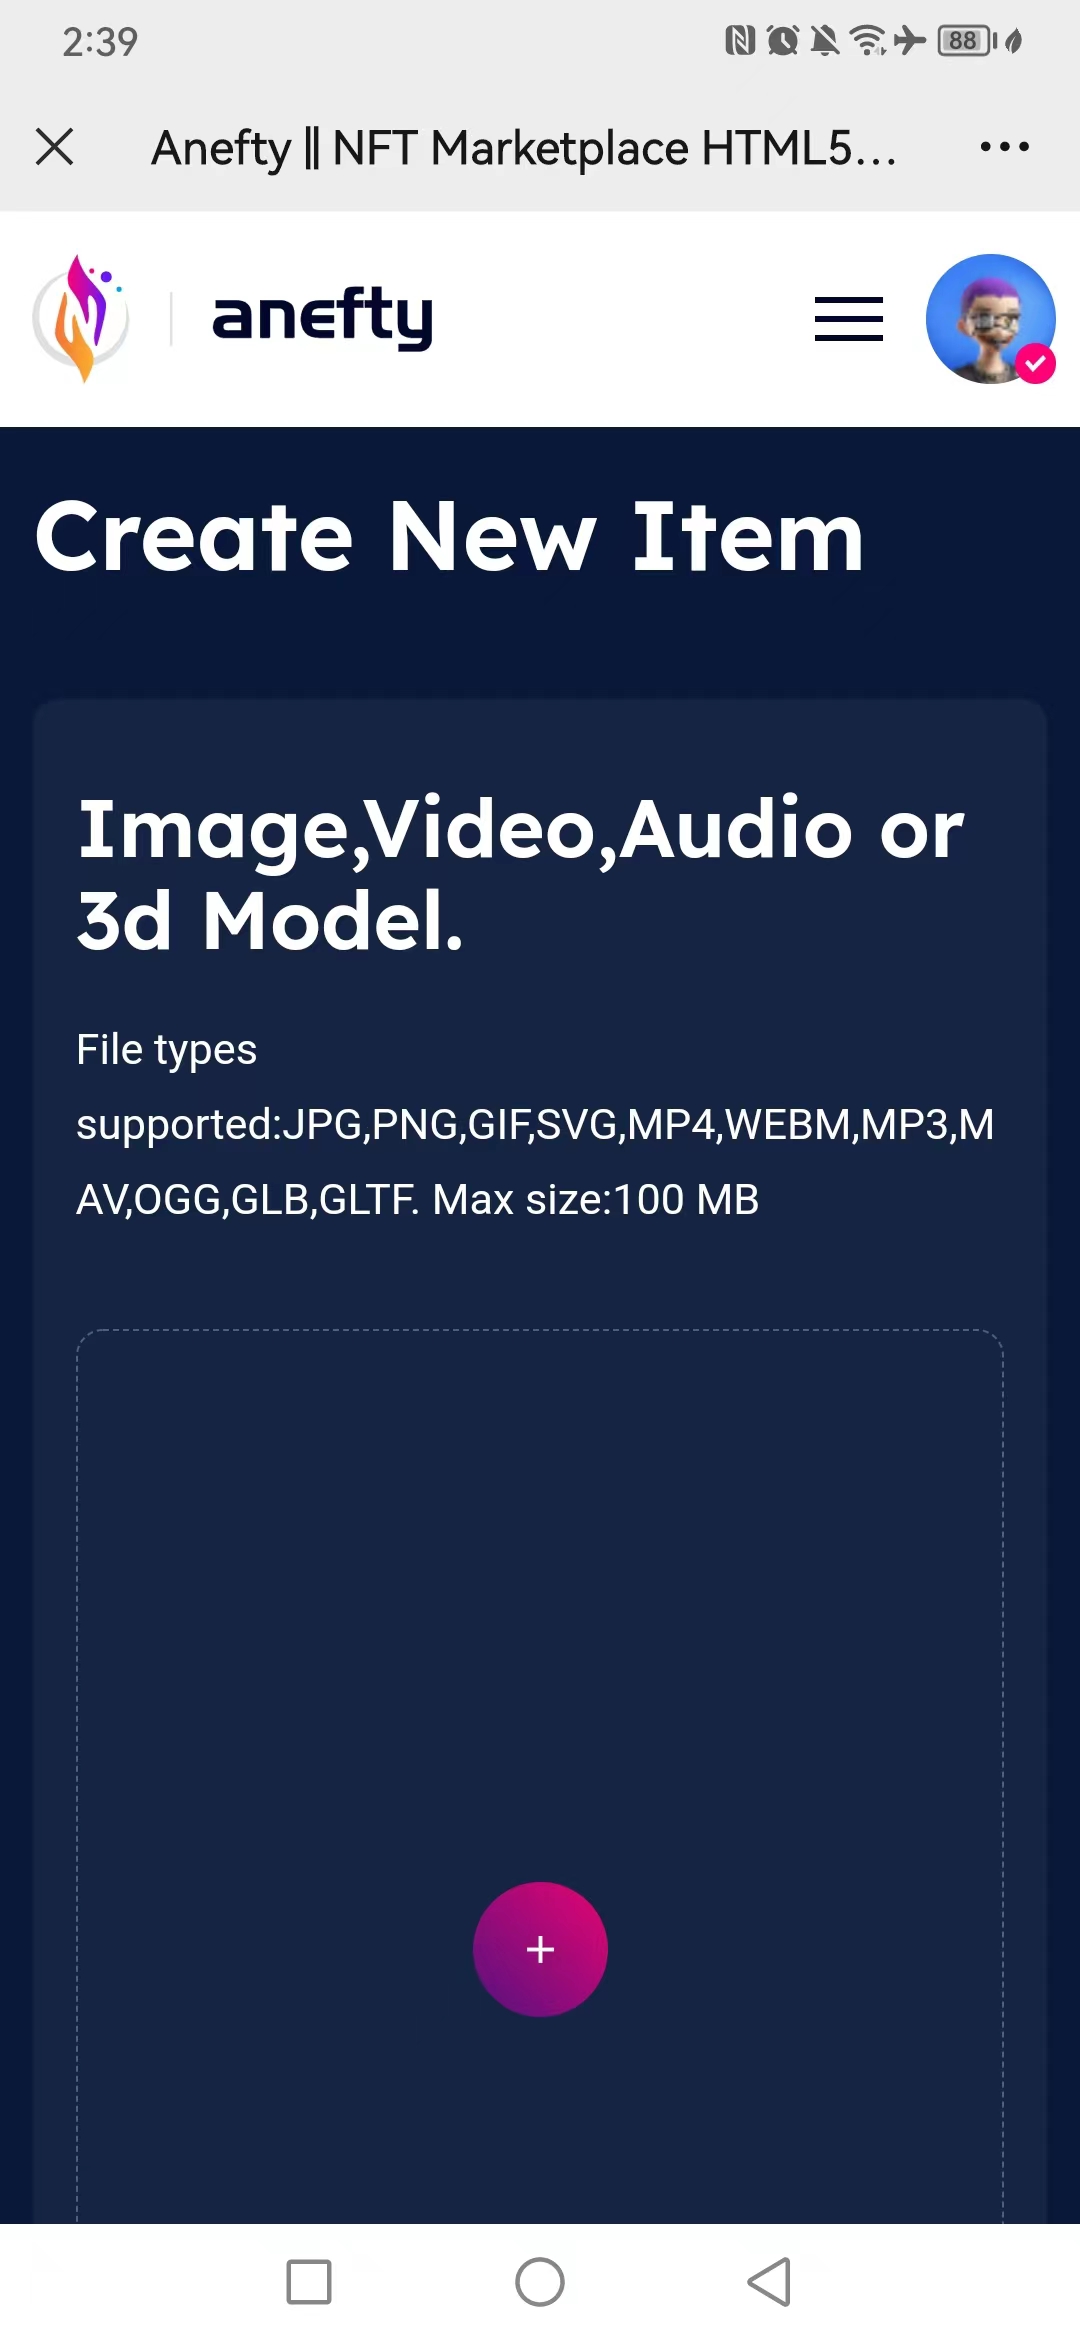 2:39
88
Anefty || NFT Marketplace HTML5...
anefty
Create New Item
Image,Video,Audio or
3d Model.
File types
supported:JPG,PNG,GIF,SVG,MP4,WEBM,MP3,M
AV,OGG,GLB,GLTF. Max size:100 MB